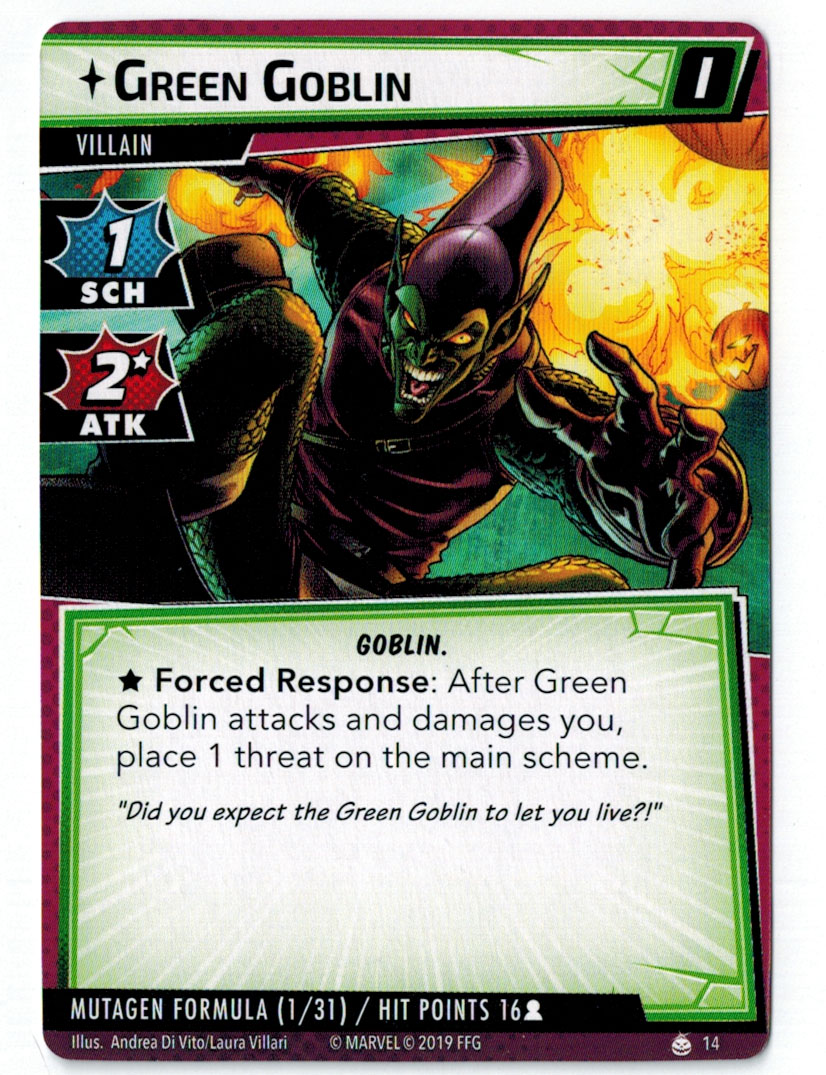 GREEN GOBLIN
I
VILLAIN
1
SCH
2
ATK
GOBLIN.
★ Forced Response: After Green
Goblin attacks and damages you,
place 1 threat on the main scheme.
"Did you expect the Green Goblin to let you live?!"
MUTAGEN FORMULA (1/31) / HIT POINTS 16
Illus. Andrea Di Vito/Laura Villari © MARVEL © 2019 FFG 14